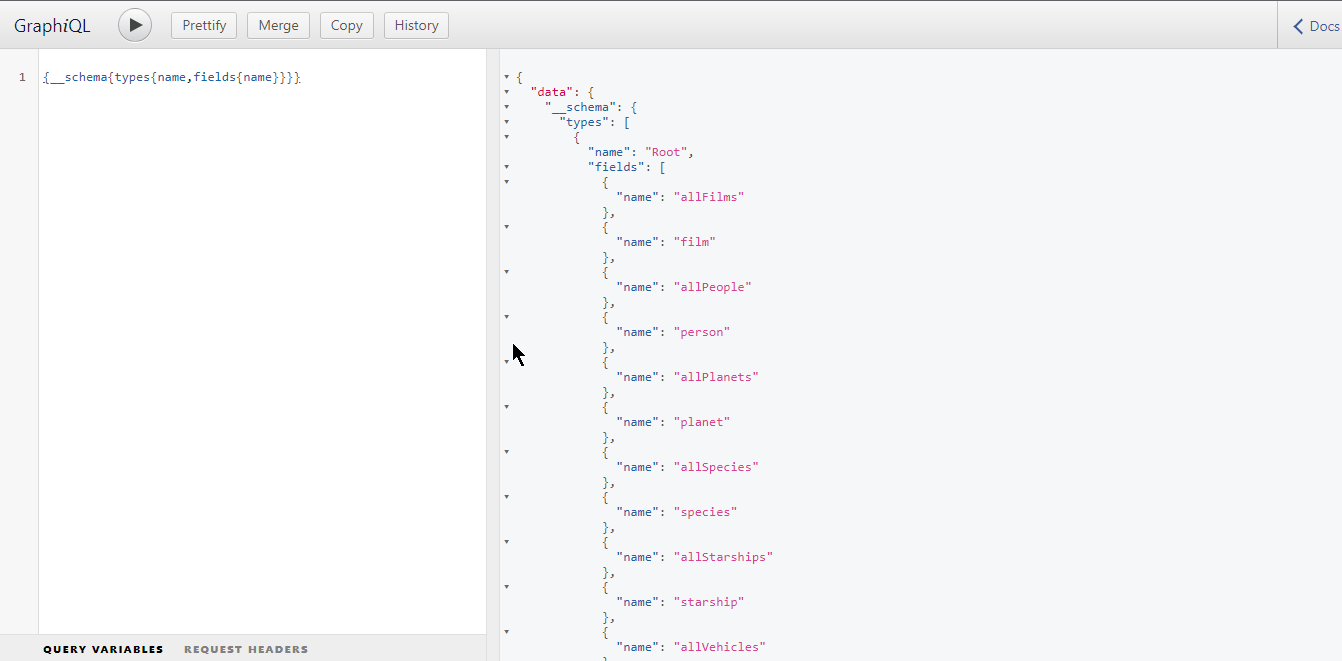 GraphiQL Prettify Merge Copy History Docs
1 {__schema{types{name,fields{name}}}}
{
"data": {
"__schema": {
"types": [
{
"name": "Root",
"fields": [
{
"name": "allFilms"
},
{
"name": "film"
},
{
"name": "allPeople"
},
{
"name": "person"
},
{
"name": "allPlanets"
},
{
"name": "planet"
},
{
"name": "allSpecies"
},
{
"name": "species"
},
{
"name": "allStarships"
},
{
"name": "starship"
},
{
"name": "allVehicles"
QUERY VARIABLES REQUEST HEADERS